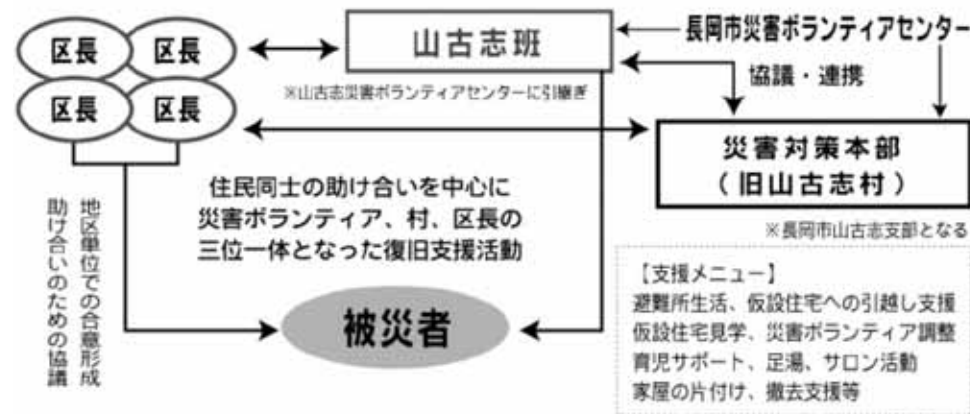 区長
区長
区長
区長
山古志班
※山古志災害ボランティアセンターに引継ぎ
長岡市災害ボランティアセンター
協議・連携
災害対策本部
(旧山古志村)
※長岡市山古志支部となる
住民同士の助け合いを中心に
災害ボランティア、村、区長の
三位一体となった復旧支援活動
地区単位での合意形成
助け合いのための協議
被災者
【支援メニュー】
避難所生活、仮設住宅への引越し支援
仮設住宅見学、災害ボランティア調整
育児サポート、足湯、サロン活動
家屋の片付け、撤去支援等